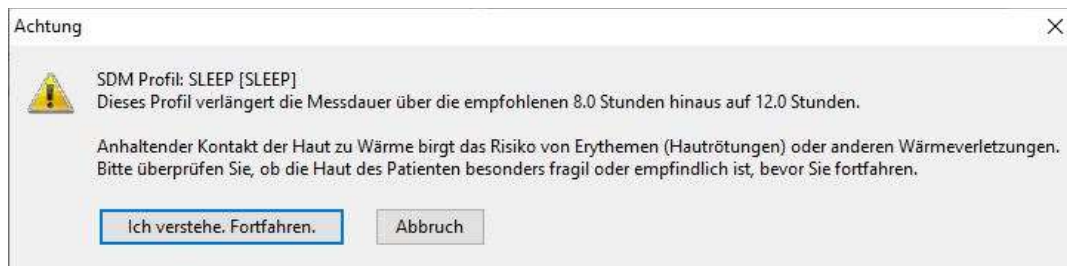 Achtung
SDM Profil: SLEEP [SLEEP]
Dieses Profil verlängert die Messdauer über die empfohlenen 8.0 Stunden hinaus auf 12.0 Stunden.
Anhaltender Kontakt der Haut zu Wärme birgt das Risiko von Erythemen (Hautrötungen) oder anderen Wärmeverletzungen.
Bitte überprüfen Sie, ob die Haut des Patienten besonders fragil oder empfindlich ist, bevor Sie fortfahren.
Ich verstehe. Fortfahren. Abbruch